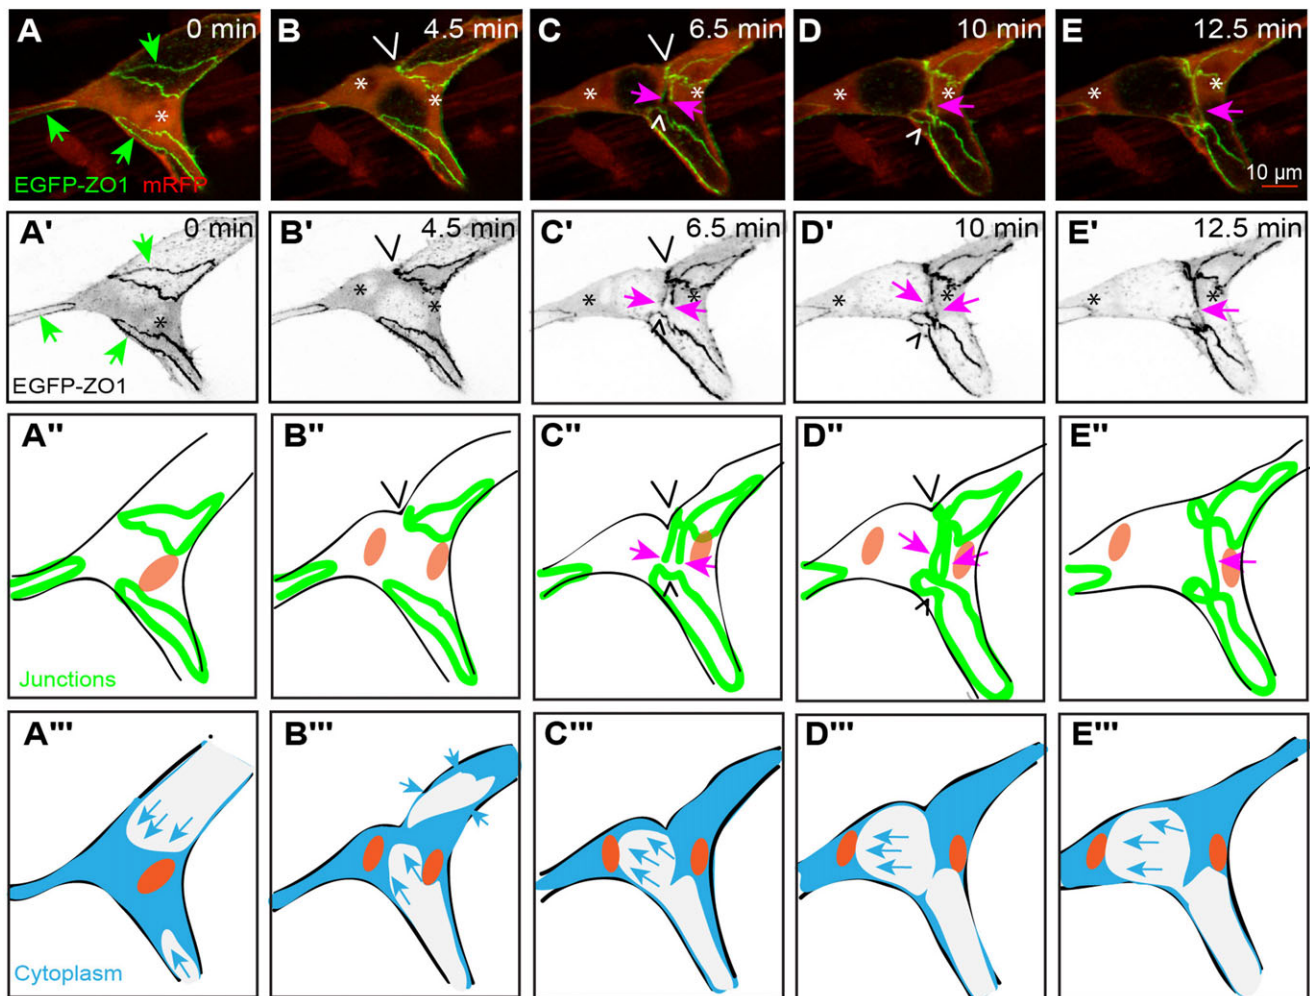 A 0 min
B 4.5 min
C 6.5 min
D 10 min
E 12.5 min
* * * * * * * * *
EGFP-ZO1 mRFP
10 µm
A' 0 min
B' 4.5 min
C' 6.5 min
D' 10 min
E' 12.5 min
* * * * * * * * *
EGFP-ZO1
A''
B''
C''
D''
E''
Junctions
A'''
B'''
C'''
D'''
E'''
Cytoplasm